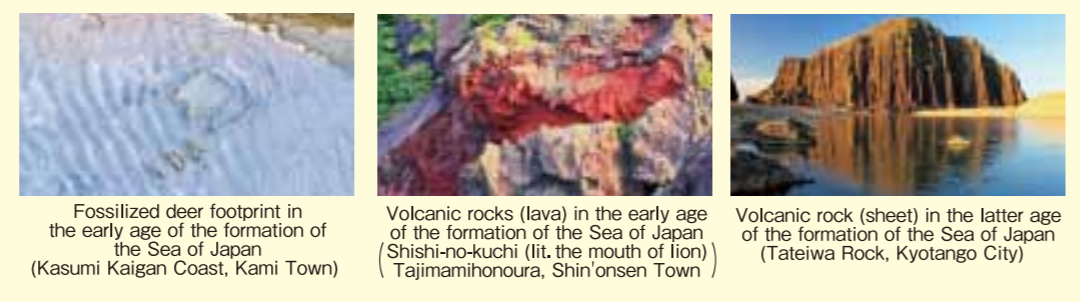 Fossilized deer footprint in
the early age of the formation of
the Sea of Japan
(Kasumi Kaigan Coast, Kami Town)
Volcanic rocks (lava) in the early age
of the formation of the Sea of Japan
(Shishi-no-kuchi (lit. the mouth of lion)
Tajimamihonoura, Shin'onsen Town)
Volcanic rock (sheet) in the latter age
of the formation of the Sea of Japan
(Tateiwa Rock, Kyotango City)